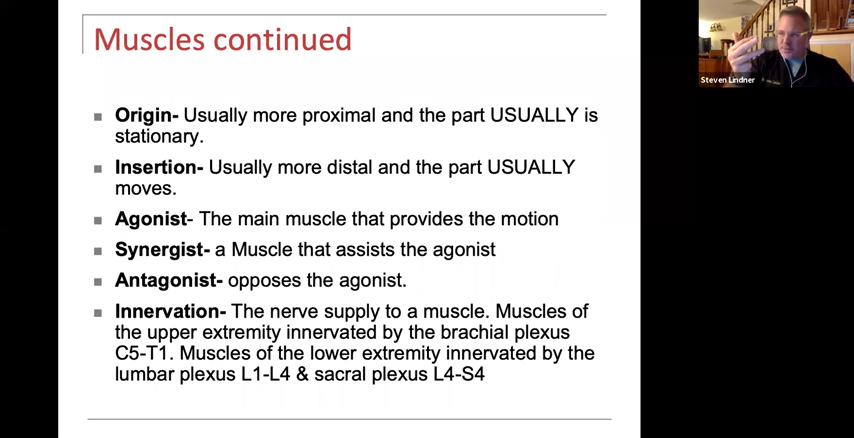 Muscles continued
Steven Lindner
Origin- Usually more proximal and the part USUALLY is
stationary.
Insertion- Usually more distal and the part USUALLY
moves.
Agonist- The main muscle that provides the motion
Synergist- a Muscle that assists the agonist
Antagonist- opposes the agonist.
Innervation- The nerve supply to a muscle. Muscles of
the upper extremity innervated by the brachial plexus
C5-T1. Muscles of the lower extremity innervated by the
lumbar plexus L1-L4 & sacral plexus L4-S4